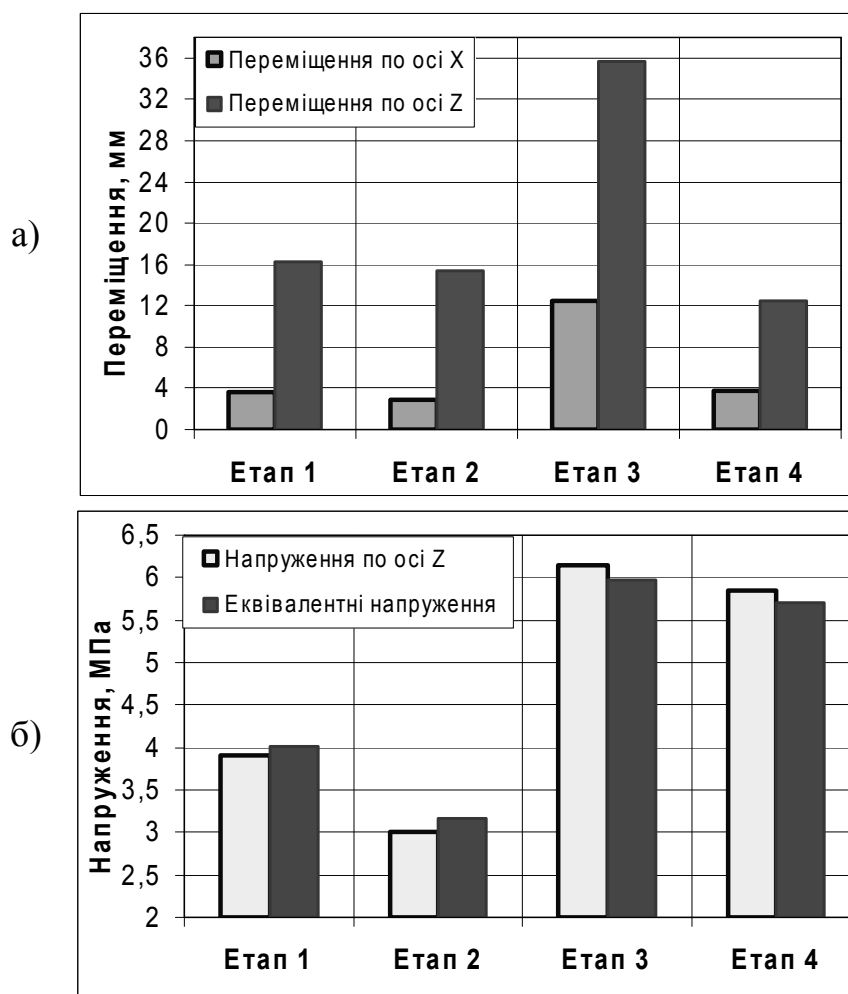 а)
Переміщення, мм
36
32
28
24
20
16
12
8
4
0
Переміщення по осі X
Переміщення по осі Z
Етап 1 Етап 2 Етап 3 Етап 4
б)
Напруження, МПа
6,5
6
5,5
5
4,5
4
3,5
3
2,5
2
Напруження по осі Z
Еквівалентні напруження
Етап 1 Етап 2 Етап 3 Етап 4